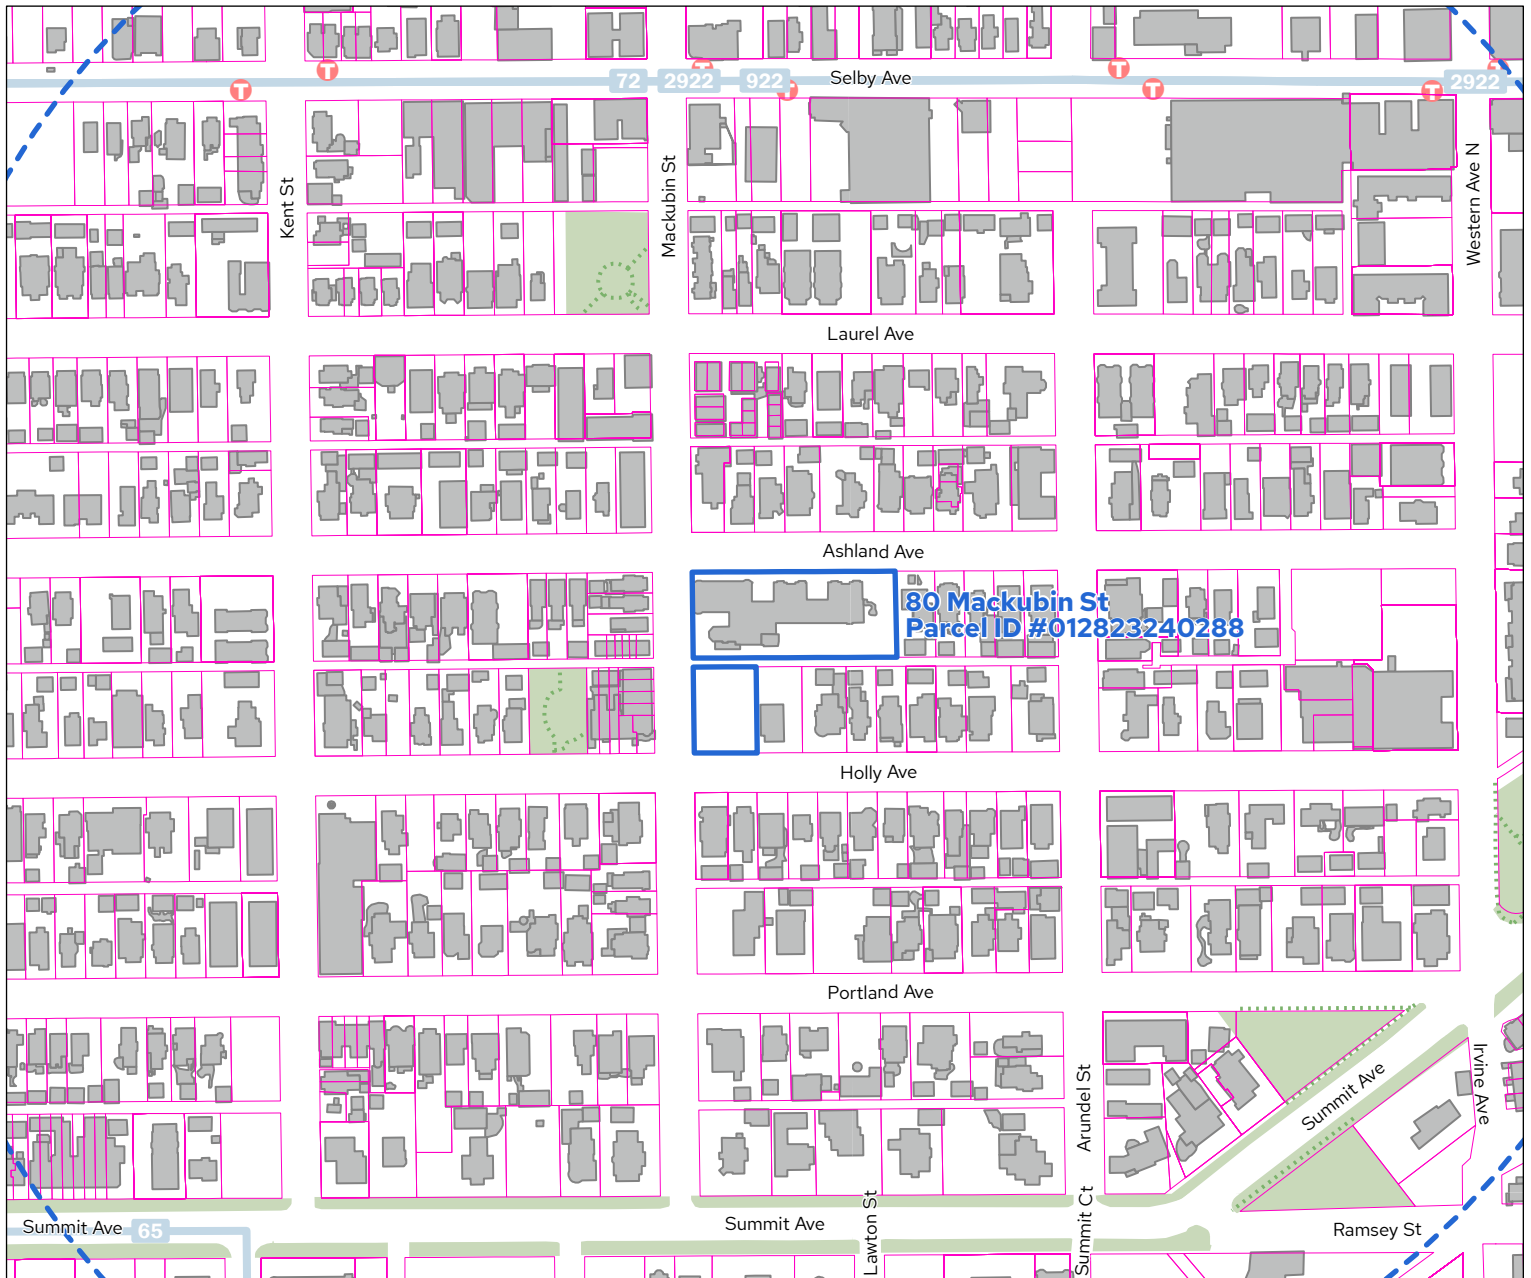 T
T
T
T
72
2922
922
Selby Ave
2922
T
T
T
T
T
Kent St
Mackubin St
Western Ave N
Laurel Ave
Ashland Ave
80 Mackubin St
Parcel ID #012823240288
Holly Ave
Portland Ave
Arundel St
Summit Ave
Irvine Ave
Summit Ave
65
Summit Ave
Lawton St
Summit Ct
Ramsey St